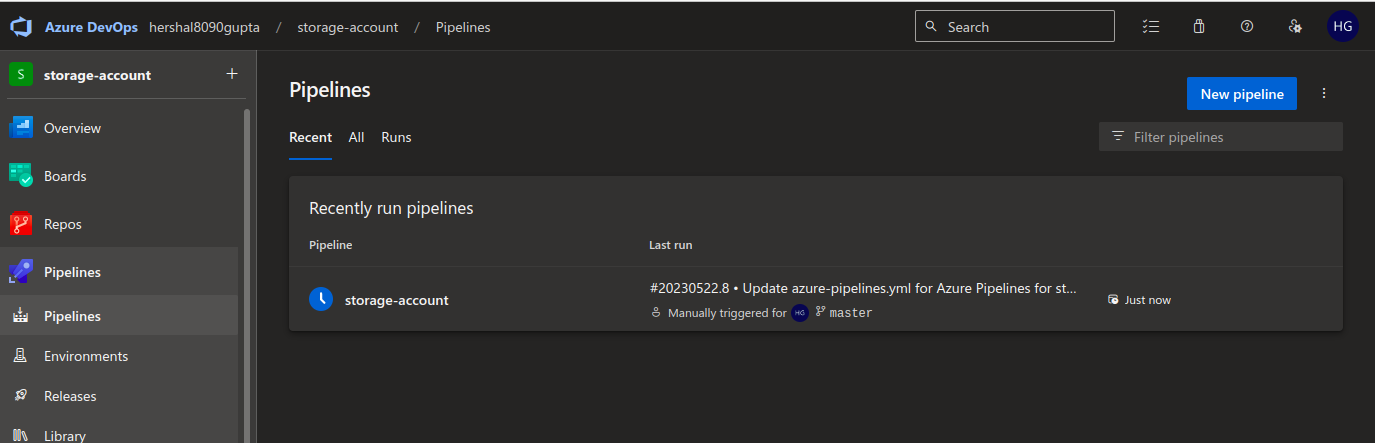 Azure DevOps hershal8090gupta / storage-account / Pipelines Search HG
S storage-account +
Overview
Boards
Repos
Pipelines
Pipelines
Environments
Releases
Library
Pipelines
New pipeline
Recent All Runs
Filter pipelines
Recently run pipelines
Pipeline Last run
storage-account
#20230522.8 • Update azure-pipelines.yml for Azure Pipelines for st...
Manually triggered for HG master
Just now